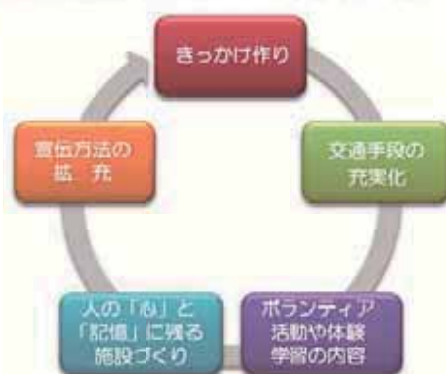 きっかけ作り
交通手段の
充実化
ボランティア
活動や体験
学習の内容
人の「心」と
「記憶」に残る
施設づくり
宣伝方法の
拡　充